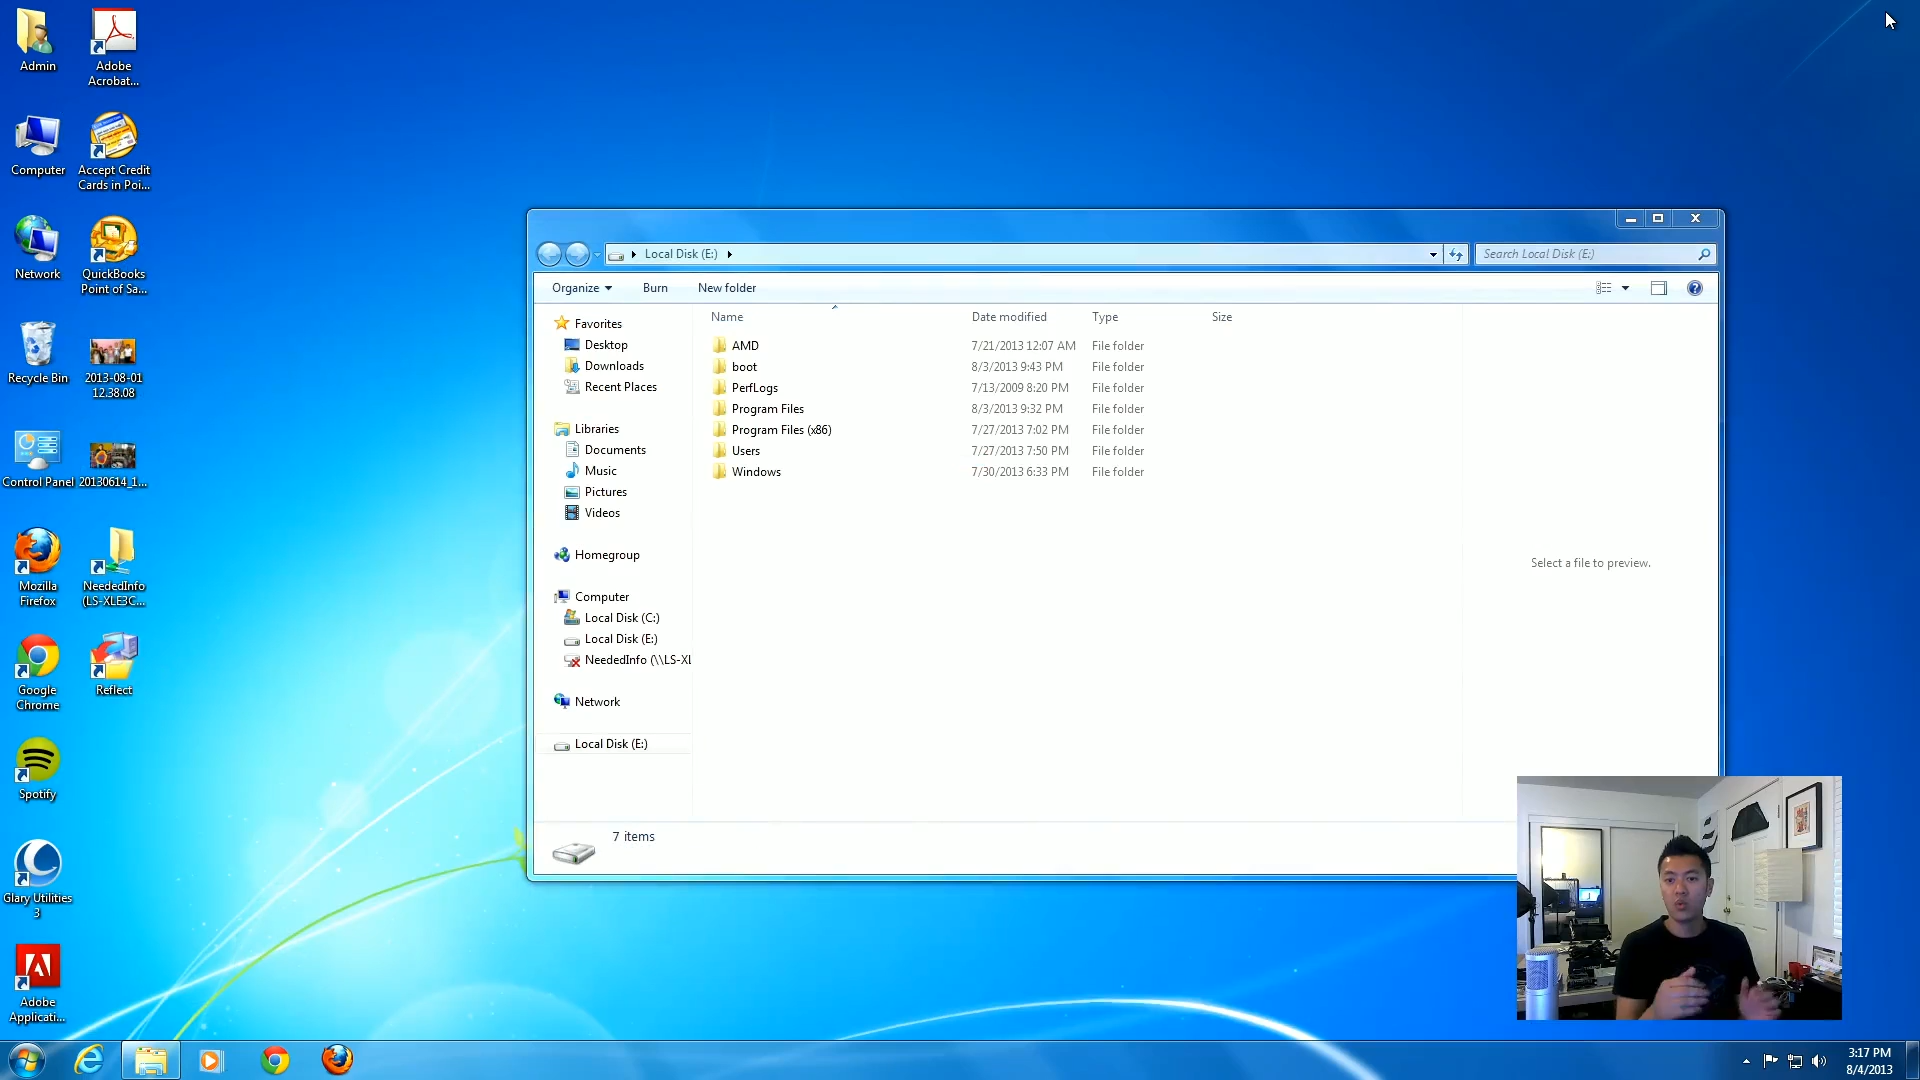 Admin
Adobe
Acrobat...
Computer
Accept Credit
Cards in Poi...
Network
QuickBooks
Point of Sa...
Recycle Bin
2013-08-01
12.38.08
Control Panel
20130614_1...
Mozilla
Firefox
NeededInfo
(LS-XLE3C...
Google
Chrome
Reflect
Spotify
Glary Utilities
3
Adobe
Applicati...
Local Disk (E:)
Search Local Disk (E:)
Organize
Burn
New folder
Favorites
Desktop
Downloads
Recent Places
Libraries
Documents
Music
Pictures
Videos
Homegroup
Computer
Local Disk (C:)
Local Disk (E:)
NeededInfo (\\LS-XL
Network
Local Disk (E:)
Name Date modified Type Size
AMD 7/21/2013 12:07 AM File folder
boot 8/3/2013 9:43 PM File folder
PerfLogs 7/13/2009 8:20 PM File folder
Program Files 8/3/2013 9:32 PM File folder
Program Files (x86) 7/27/2013 7:02 PM File folder
Users 7/27/2013 7:50 PM File folder
Windows 7/30/2013 6:33 PM File folder
Select a file to preview.
7 items
3:17 PM
8/4/2013